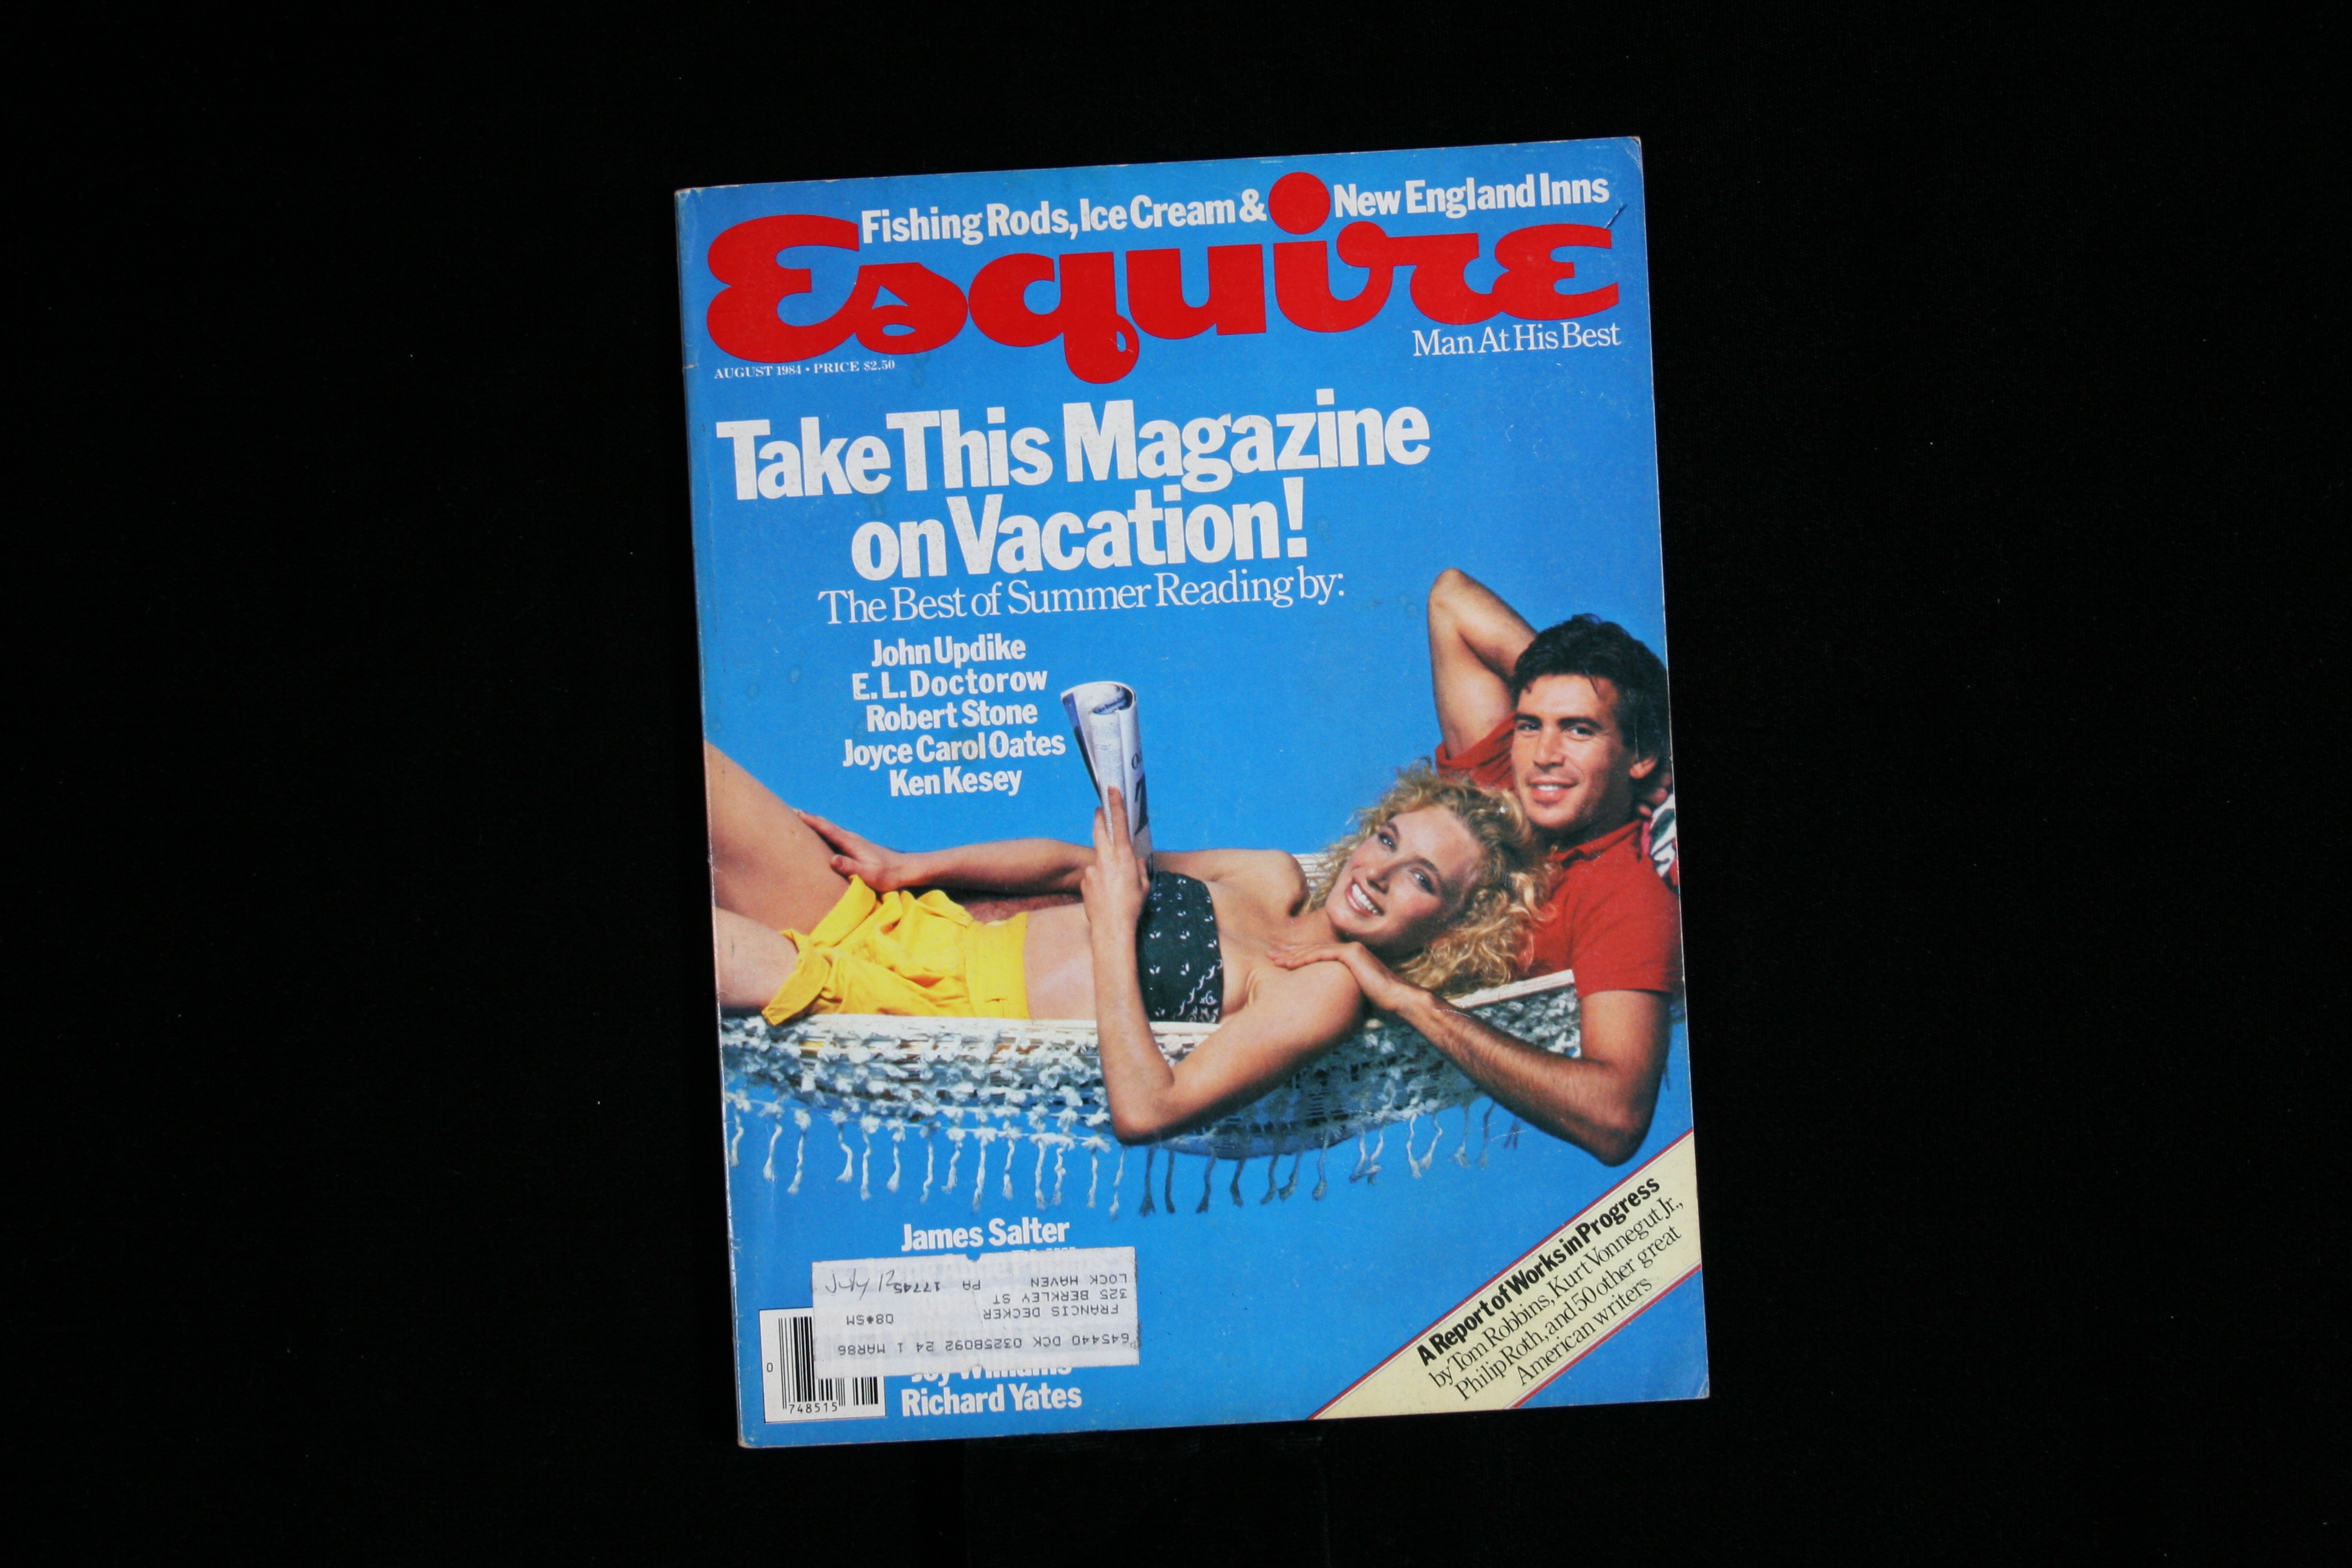 Fishing Rods, Ice Cream & New England Inns
Esquire
Man At His Best
AUGUST 1984 • PRICE $2.50
Take This Magazine
on Vacation!
The Best of Summer Reading by:
John Updike
E. L. Doctorow
Robert Stone
Joyce Carol Oates
Ken Kesey
James Salter
645440 DCK 0325B092 24 1 MAR86
FRANCIS DECKER 08*SM
325 BERKLEY ST
LOCK HAVEN PA 17745
July 12
Joy Williams
Richard Yates
0
748515
A Report of Works in Progress
by Tom Robbins, Kurt Vonnegut Jr.,
Philip Roth, and 50 other great
American writers